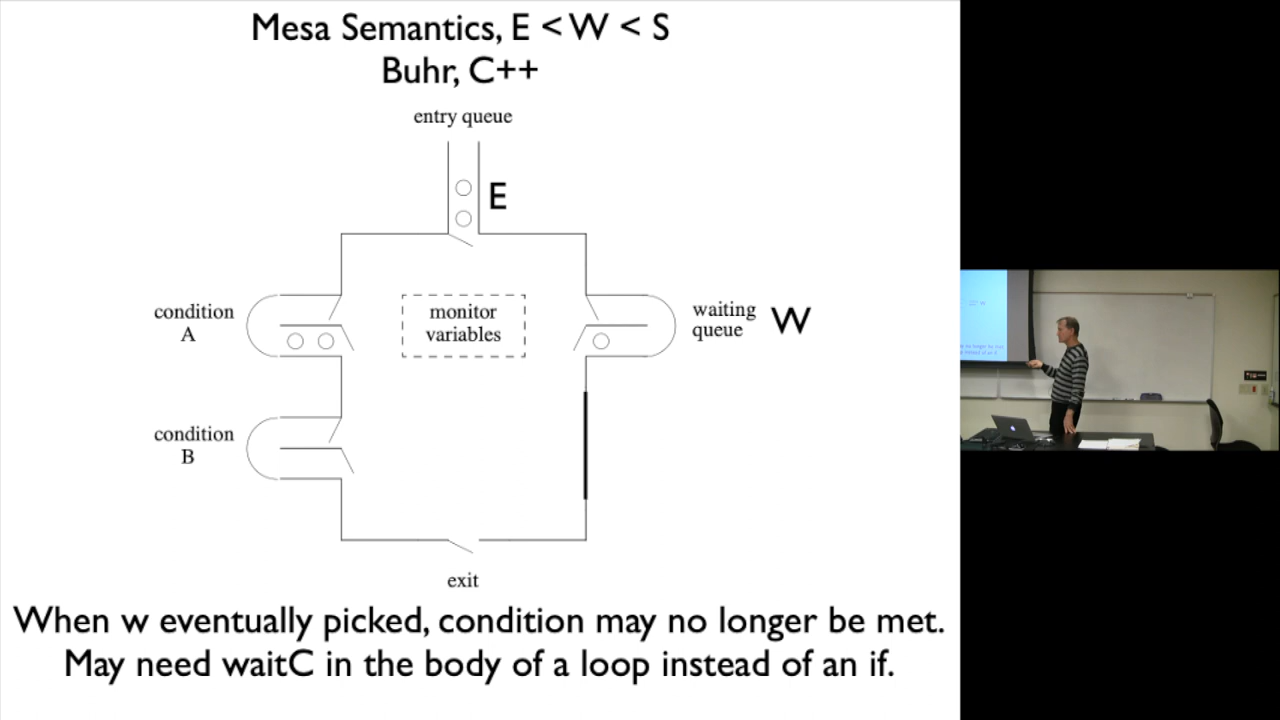 Mesa Semantics, E < W < S
Buhr, C++
entry queue
E
condition
A
monitor
variables
waiting
queue
W
condition
B
exit
When w eventually picked, condition may no longer be met.
May need waitC in the body of a loop instead of an if.